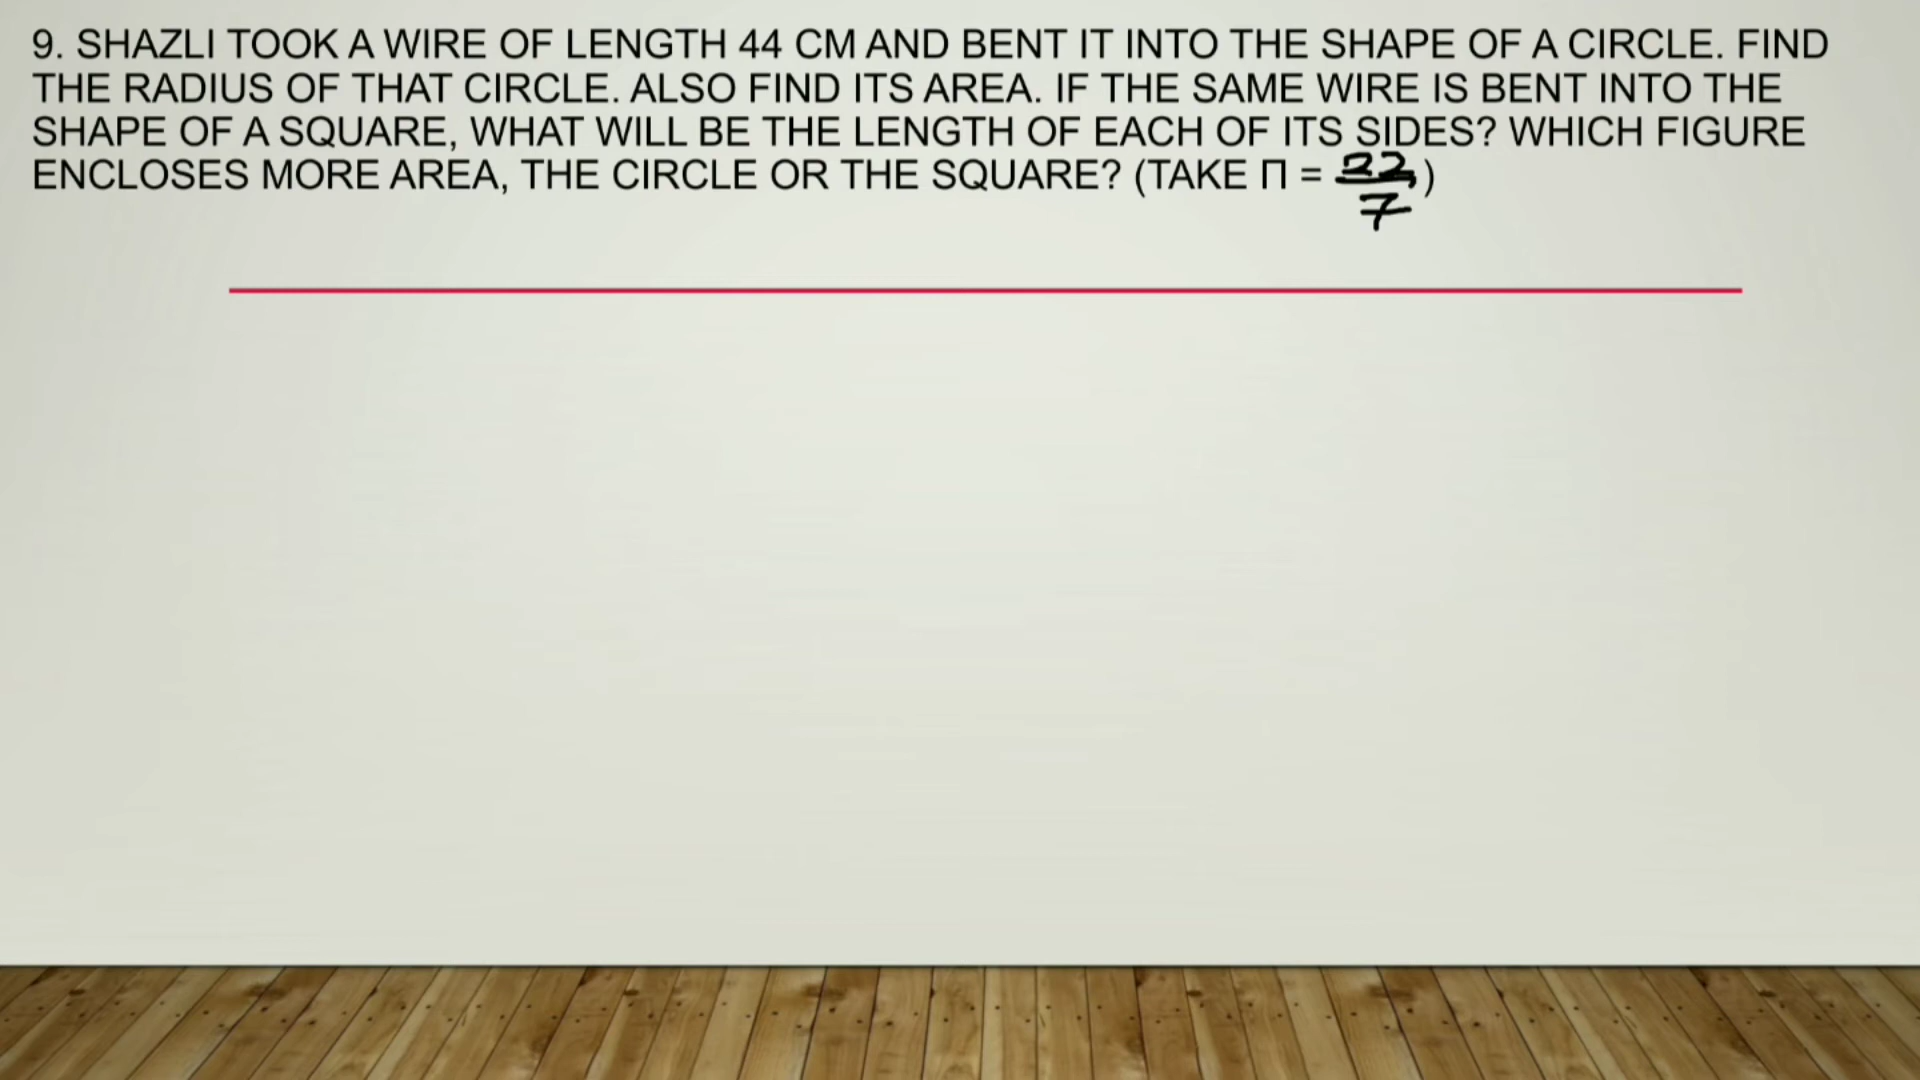 9. SHAZLI TOOK A WIRE OF LENGTH 44 CM AND BENT IT INTO THE SHAPE OF A CIRCLE. FIND
THE RADIUS OF THAT CIRCLE. ALSO FIND ITS AREA. IF THE SAME WIRE IS BENT INTO THE
SHAPE OF A SQUARE, WHAT WILL BE THE LENGTH OF EACH OF ITS SIDES? WHICH FIGURE
ENCLOSES MORE AREA, THE CIRCLE OR THE SQUARE? (TAKE Π = 22/7)